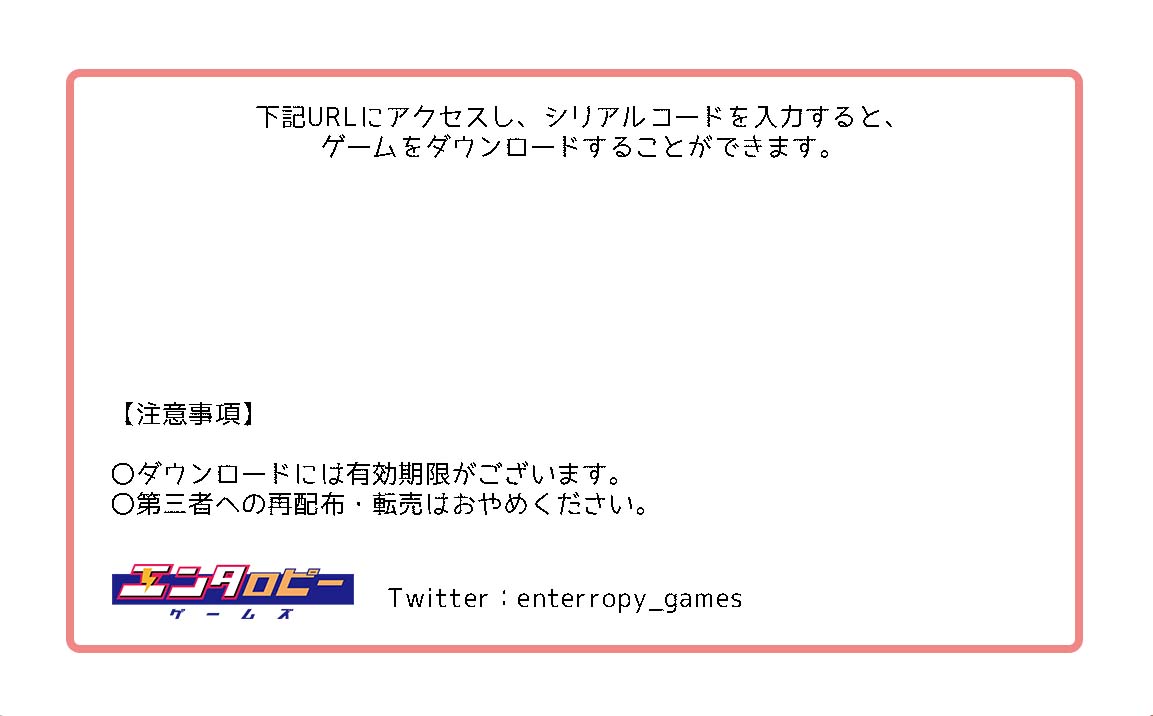 下記URLにアクセスし、シリアルコードを入力すると、
ゲームをダウンロードすることができます。
【注意事項】
〇ダウンロードには有効期限がございます。
〇第三者への再配布・転売はおやめください。
エンタロピー
ゲームズ
Twitter：enterropy_games